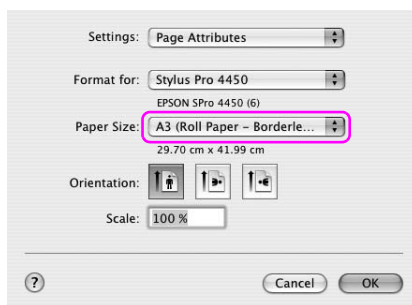 Settings: Page Attributes
Format for: Stylus Pro 4450
EPSON SPro 4450 (6)
Paper Size: A3 (Roll Paper – Borderle...
29.70 cm x 41.99 cm
Orientation:
Scale: 100 %
? Cancel OK